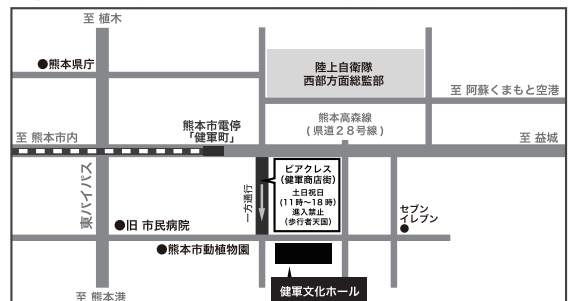 至 植木
●熊本県庁
陸上自衛隊
西部方面総監部
至 阿蘇くまもと空港
熊本市電停
「健軍町」
熊本高森線
(県道28号線)
至 熊本市内
至 益城
東バイパス
一方通行
ピアクレス
(健軍商店街)
土日祝日
(11時〜18時)
進入禁止
(歩行者天国)
セブン
イレブン
●旧 市民病院
●熊本市動植物園
健軍文化ホール
至 熊本港